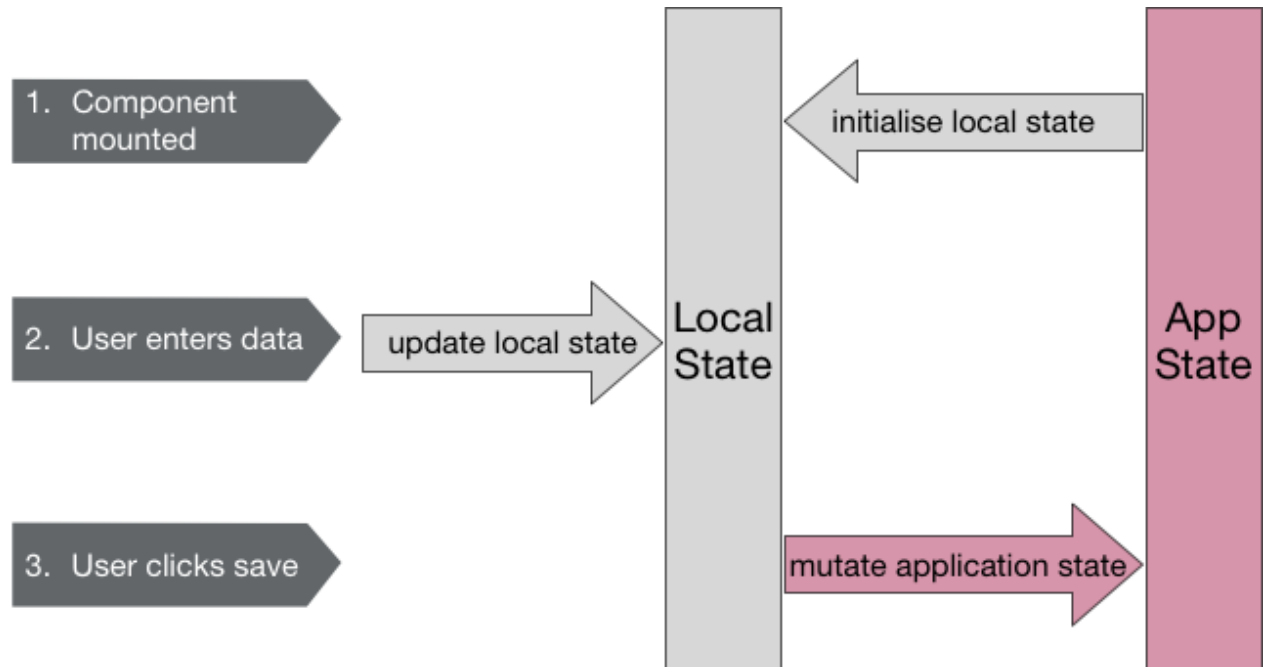 1. Component
mounted
initialise local state
2. User enters data
update local state
Local
State
App
State
3. User clicks save
mutate application state